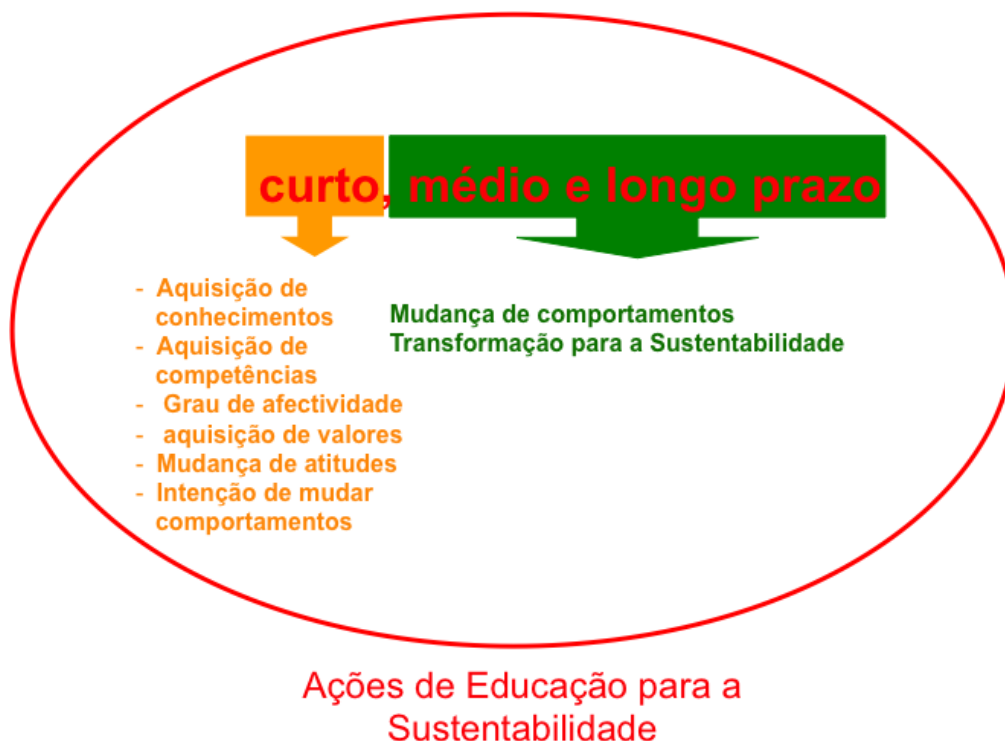 curto, médio e longo prazo
- Aquisição de
conhecimentos
- Aquisição de
competências
- Grau de afectividade
- aquisição de valores
- Mudança de atitudes
- Intenção de mudar
comportamentos
Mudança de comportamentos
Transformação para a Sustentabilidade
Ações de Educação para a
Sustentabilidade